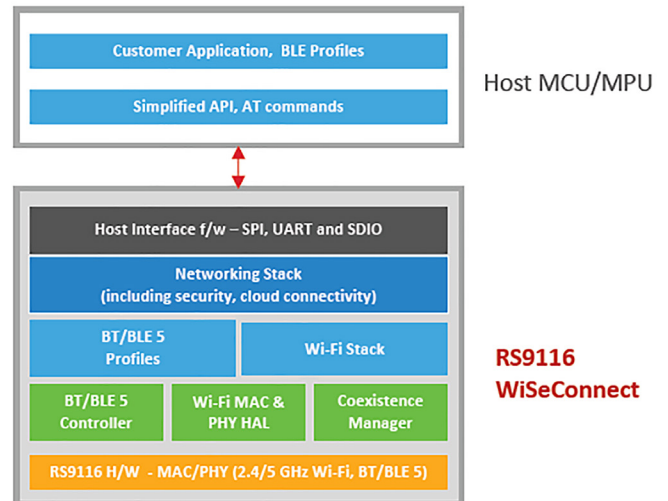 Customer Application, BLE Profiles
Simplified API, AT commands
Host MCU/MPU
Host Interface f/w – SPI, UART and SDIO
Networking Stack
(including security, cloud connectivity)
BT/BLE 5
Profiles
Wi-Fi Stack
RS9116
WiSeConnect
BT/BLE 5
Controller
Wi-Fi MAC &
PHY HAL
Coexistence
Manager
RS9116 H/W - MAC/PHY (2.4/5 GHz Wi-Fi, BT/BLE 5)